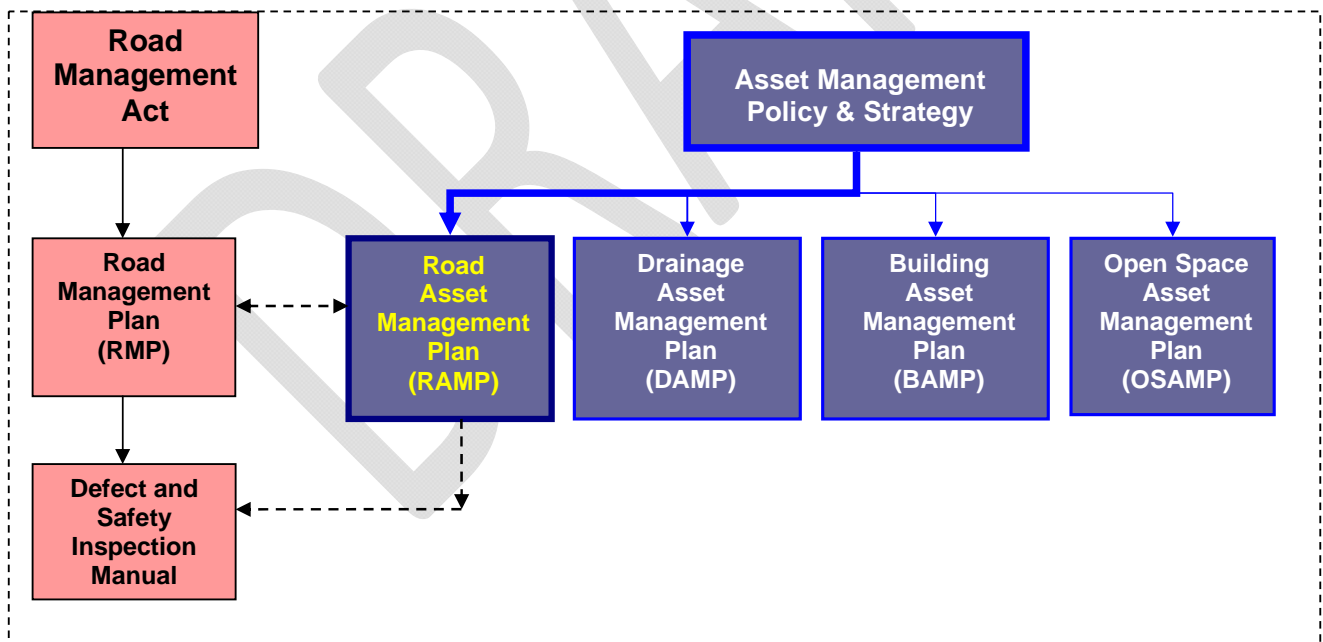 Road
Management
Act
Asset Management
Policy & Strategy
Road
Management
Plan
(RMP)
Road
Asset
Management
Plan
(RAMP)
Drainage
Asset
Management
Plan
(DAMP)
Building
Asset
Management
Plan
(BAMP)
Open Space
Asset
Management
Plan
(OSAMP)
Defect and
Safety
Inspection
Manual
DRA